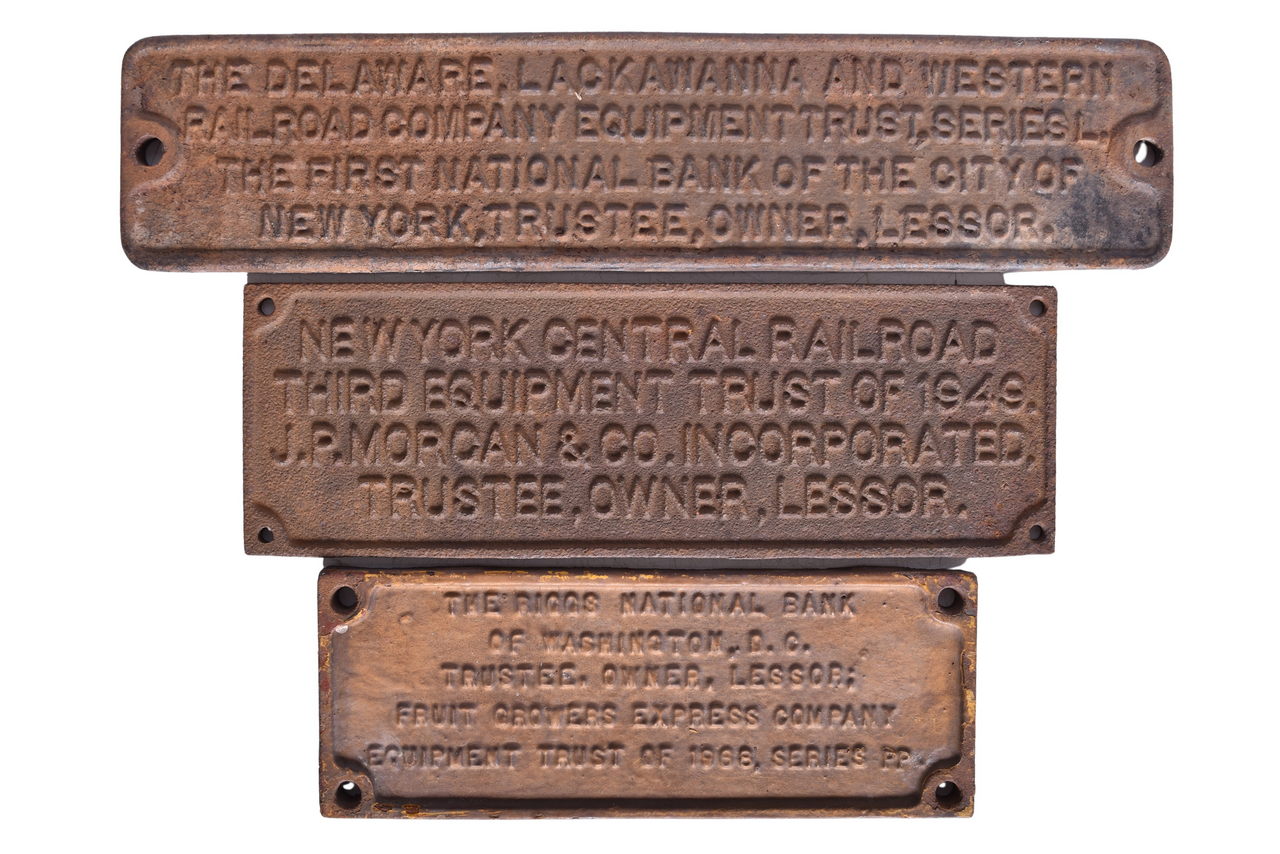 THE DELAWARE, LACKAWANNA AND WESTERN
RAILROAD COMPANY EQUIPMENT TRUST, SERIES L.
THE FIRST NATIONAL BANK OF THE CITY OF
NEW YORK, TRUSTEE, OWNER, LESSOR.
NEW YORK CENTRAL RAILROAD
THIRD EQUIPMENT TRUST OF 1949.
J.P. MORGAN & CO. INCORPORATED,
TRUSTEE, OWNER, LESSOR.
THE RIGGS NATIONAL BANK
OF WASHINGTON, D. C.
TRUSTEE, OWNER, LESSOR;
FRUIT GROWERS EXPRESS COMPANY
EQUIPMENT TRUST OF 1966, SERIES PP.